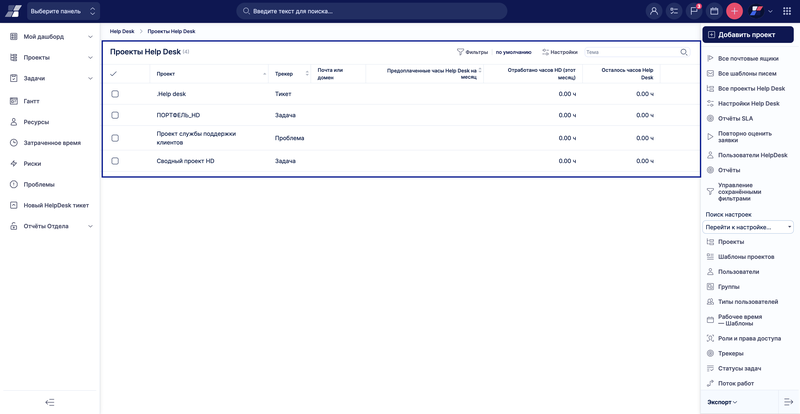 Выберите панель
Введите текст для поиска...
Help Desk
Проекты Help Desk
Мой дашборд
Проекты
Задачи
Гантт
Ресурсы
Затраченное время
Риски
Проблемы
Новый HelpDesk тикет
Отчёты Отдела
Проекты Help Desk (4)
Фильтры
по умолчанию
Настройки
Тема
Проект
Трекер
Почта или
домен
Предоплаченные часы Help Desk на
месяц
Отработано часов HD (этот
месяц)
Осталось часов Help
Desk
.Help desk
Тикет
0.00 ч
0.00 ч
ПОРТФЕЛЬ_HD
Задача
0.00 ч
0.00 ч
Проект службы поддержки
клиентов
Проблема
0.00 ч
0.00 ч
Сводный проект HD
Задача
0.00 ч
0.00 ч
Добавить проект
Все почтовые ящики
Все шаблоны писем
Все проекты Help Desk
Настройки Help Desk
Отчёты SLA
Повторно оценить
заявки
Пользователи HelpDesk
Отчёты
Управление
сохранёнными
фильтрами
Поиск настроек
Перейти к настройке...
Проекты
Шаблоны проектов
Пользователи
Группы
Типы пользователей
Рабочее время
— Шаблоны
Роли и права доступа
Трекеры
Статусы задач
Поток работ
Экспорт